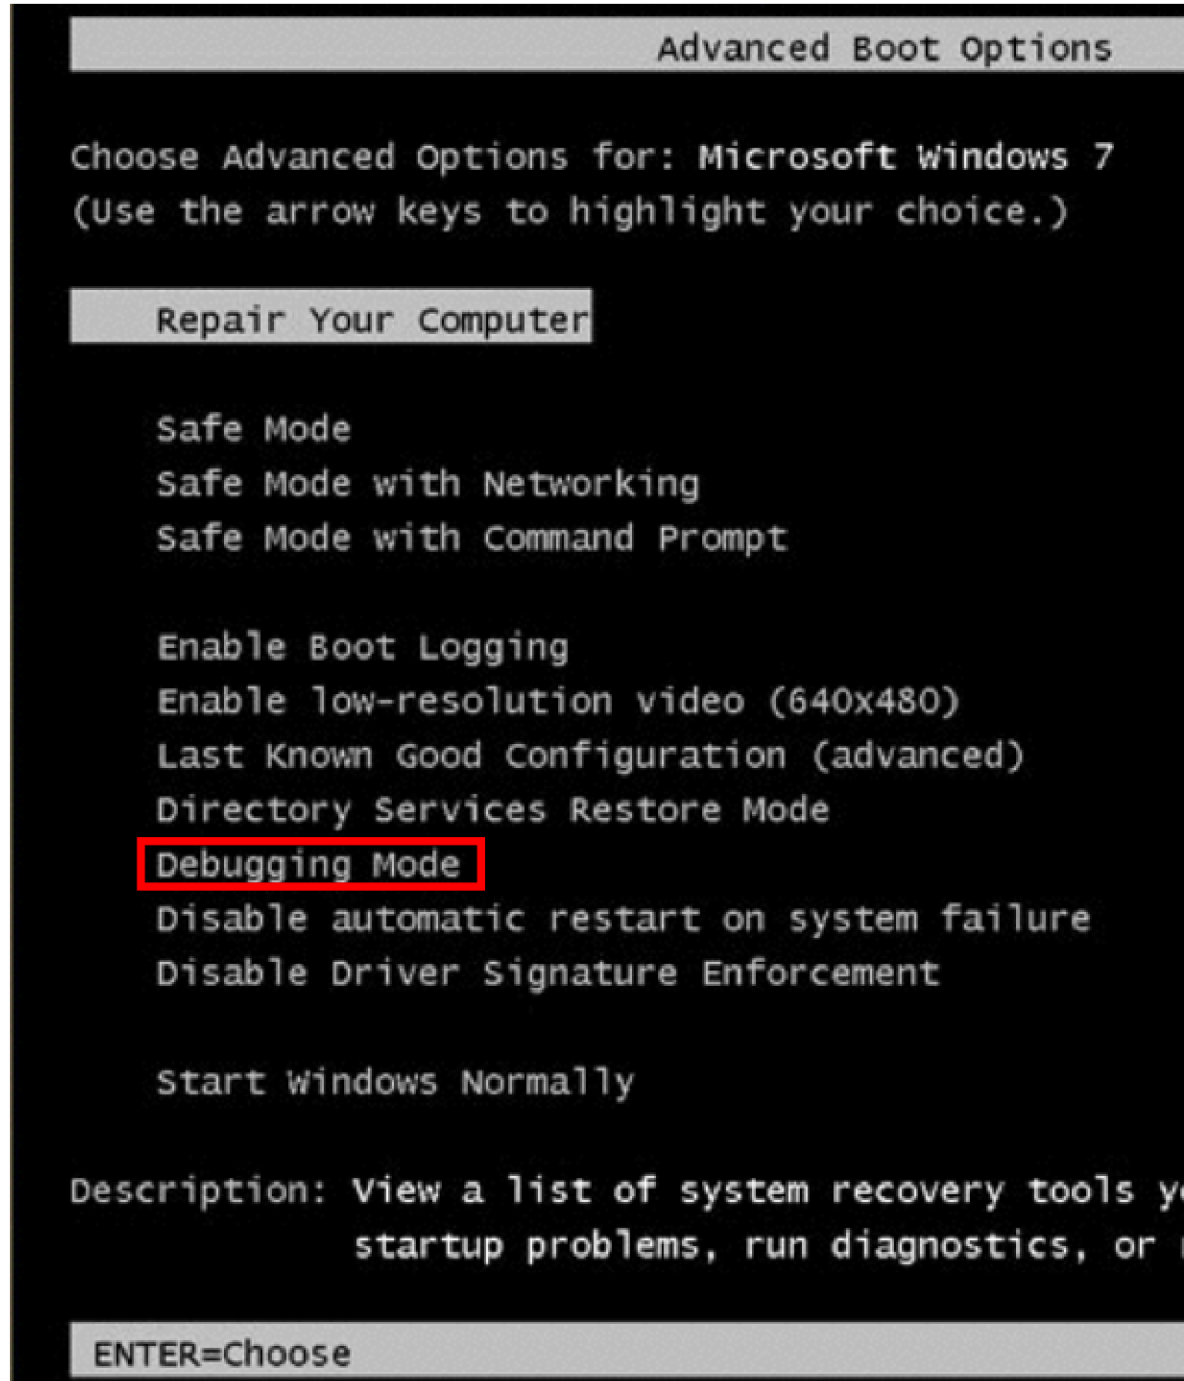 Advanced Boot Options
Choose Advanced Options for: Microsoft Windows 7
(Use the arrow keys to highlight your choice.)
Repair Your Computer
Safe Mode
Safe Mode with Networking
Safe Mode with Command Prompt
Enable Boot Logging
Enable low-resolution video (640x480)
Last Known Good Configuration (advanced)
Directory Services Restore Mode
Debugging Mode
Disable automatic restart on system failure
Disable Driver Signature Enforcement
Start Windows Normally
Description: View a list of system recovery tools
startup problems, run diagnostics, or
ENTER=Choose